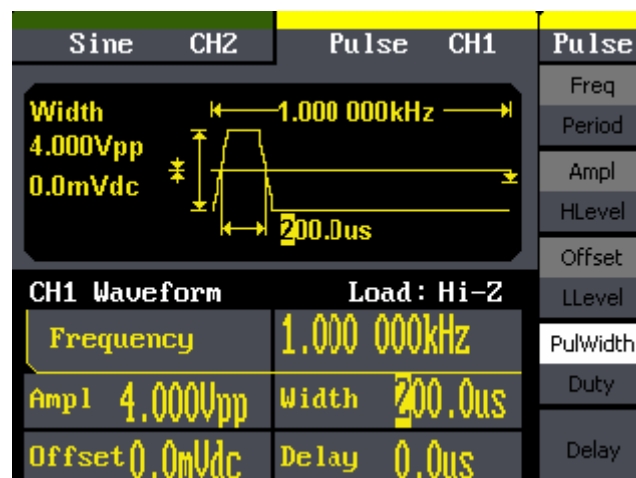 Sine CH2 Pulse CH1 Pulse
Freq
Period
Ampl
HLevel
Offset
LLevel
PulWidth
Duty
Delay
Width 1.000 000kHz
4.000Vpp
0.0mVdc
200.0us
CH1 Waveform Load: Hi-Z
Frequency 1.000 000kHz
Ampl 4.000Vpp Width 200.0us
Offset 0.0mVdc Delay 0.0us